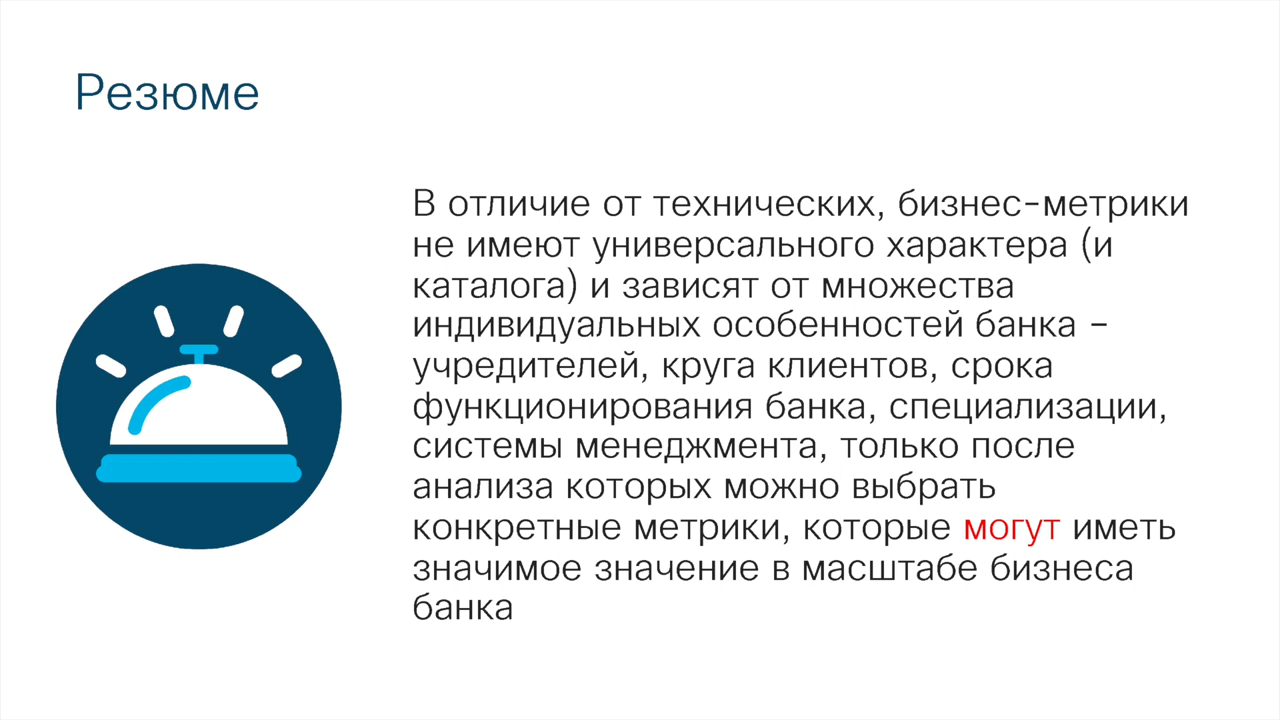 Резюме
В отличие от технических, бизнес-метрики
не имеют универсального характера (и
каталога) и зависят от множества
индивидуальных особенностей банка –
учредителей, круга клиентов, срока
функционирования банка, специализации,
системы менеджмента, только после
анализа которых можно выбрать
конкретные метрики, которые могут иметь
значимое значение в масштабе бизнеса
банка